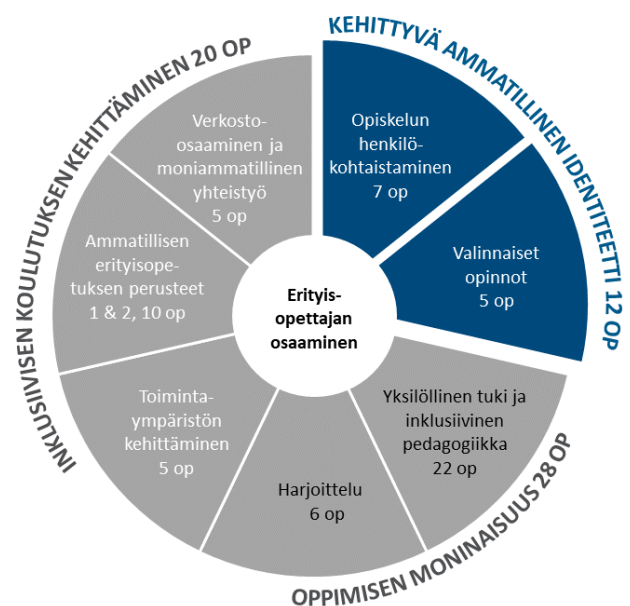 KEHITTYVÄ AMMATILLINEN IDENTITEETTI 12 OP
Opiskelun
henkilö-
kohtaistaminen
7 op
Valinnaiset
opinnot
5 op
OPPIMISEN MONINAISUUS 28 OP
Yksilöllinen tuki ja
inklusiivinen
pedagogiikka
22 op
Harjoittelu
6 op
INKLUSIIVISEN KOULUTUKSEN KEHITTÄMINEN 20 OP
Toiminta-
ympäristön
kehittäminen
5 op
Ammatillisen
erityisope-
tuksen perusteet
1 & 2, 10 op
Verkosto-
osaaminen ja
moniammatillinen
yhteistyö
5 op
Erityis-
opettajan
osaaminen